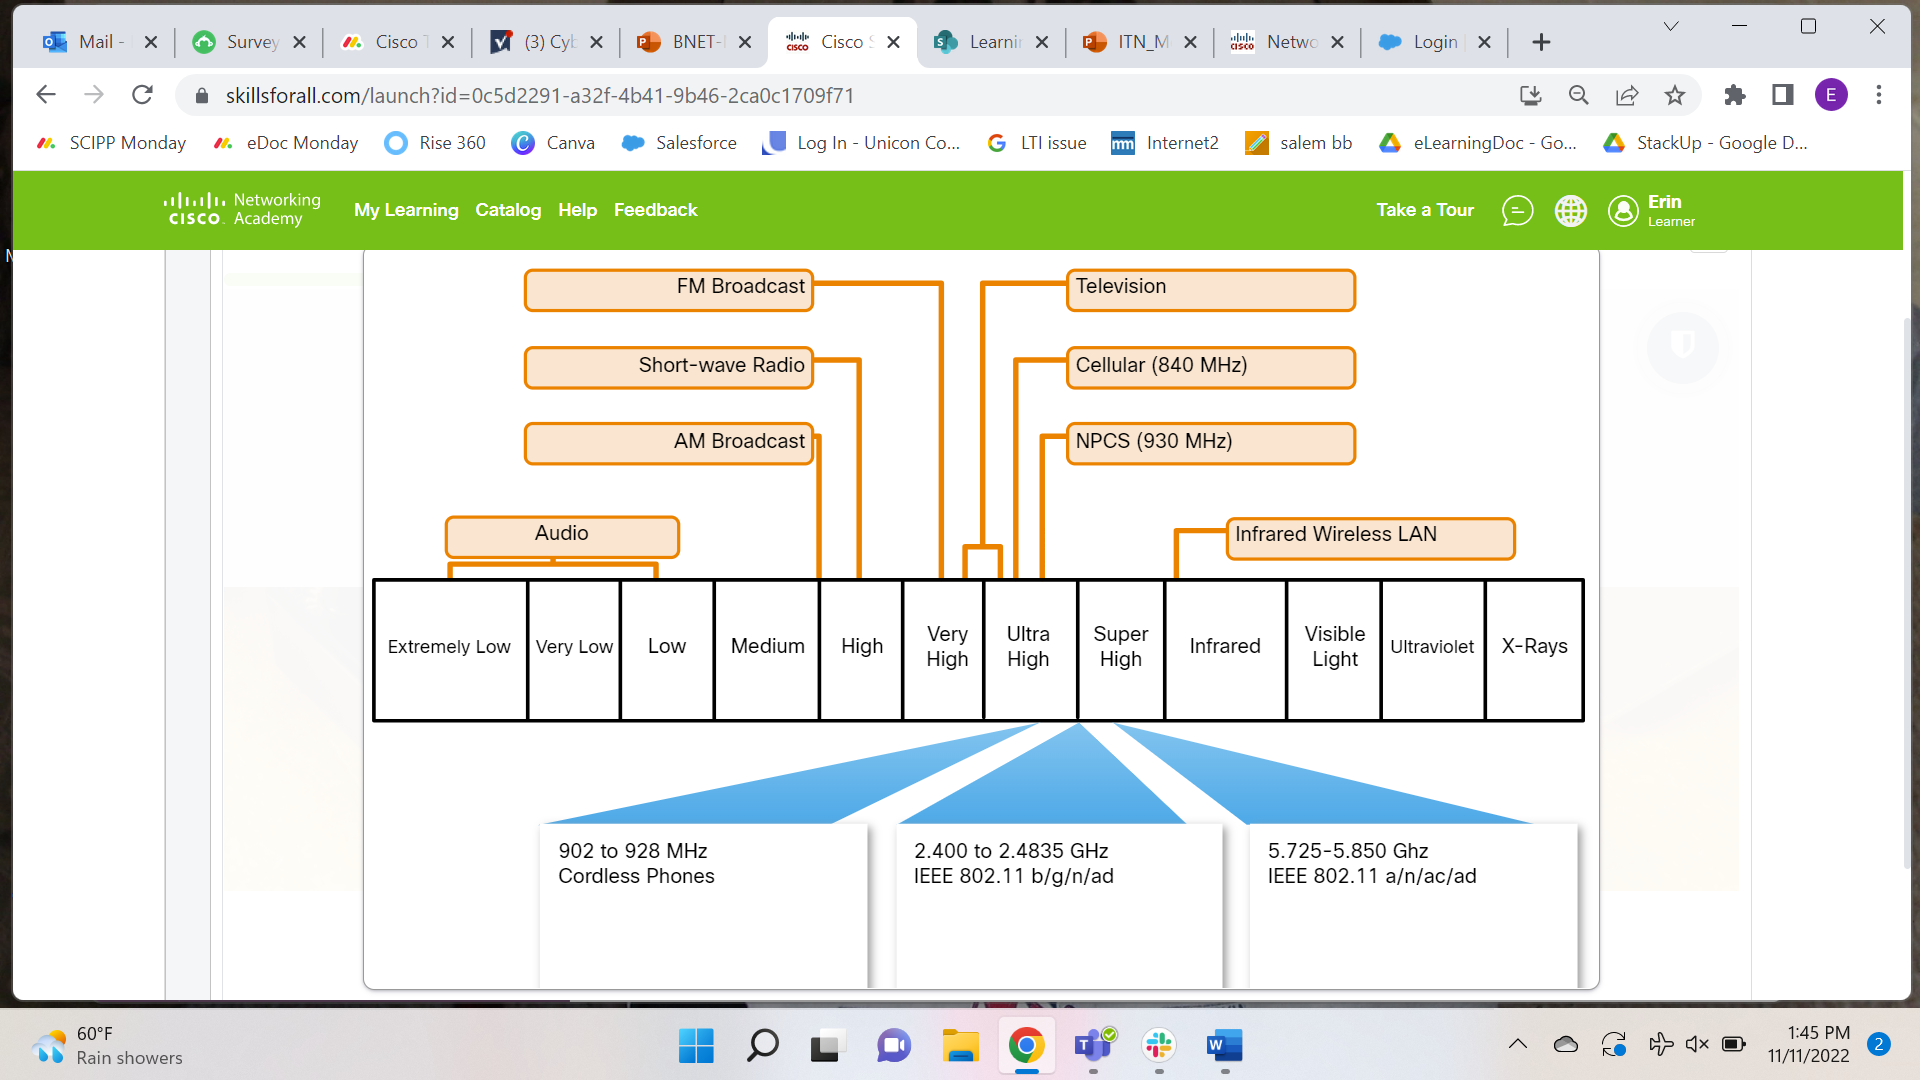 Mail -
Survey
Cisco T
(3) Cyb
BNET-I
Cisco S
Learnin
ITN_M
Netwo
Login
skillsforall.com/launch?id=0c5d2291-a32f-4b41-9b46-2ca0c1709f71
E
SCIPP Monday
eDoc Monday
Rise 360
Canva
Salesforce
Log In - Unicon Co...
LTI issue
Internet2
salem bb
eLearningDoc - Go...
StackUp - Google D...
CISCO Networking Academy
My Learning
Catalog
Help
Feedback
Take a Tour
Erin
Learner
FM Broadcast
Television
Short-wave Radio
Cellular (840 MHz)
AM Broadcast
NPCS (930 MHz)
Audio
Infrared Wireless LAN
Extremely Low
Very Low
Low
Medium
High
Very High
Ultra High
Super High
Infrared
Visible Light
Ultraviolet
X-Rays
902 to 928 MHz
Cordless Phones
2.400 to 2.4835 GHz
IEEE 802.11 b/g/n/ad
5.725-5.850 Ghz
IEEE 802.11 a/n/ac/ad
60°F
Rain showers
1:45 PM
11/11/2022
2